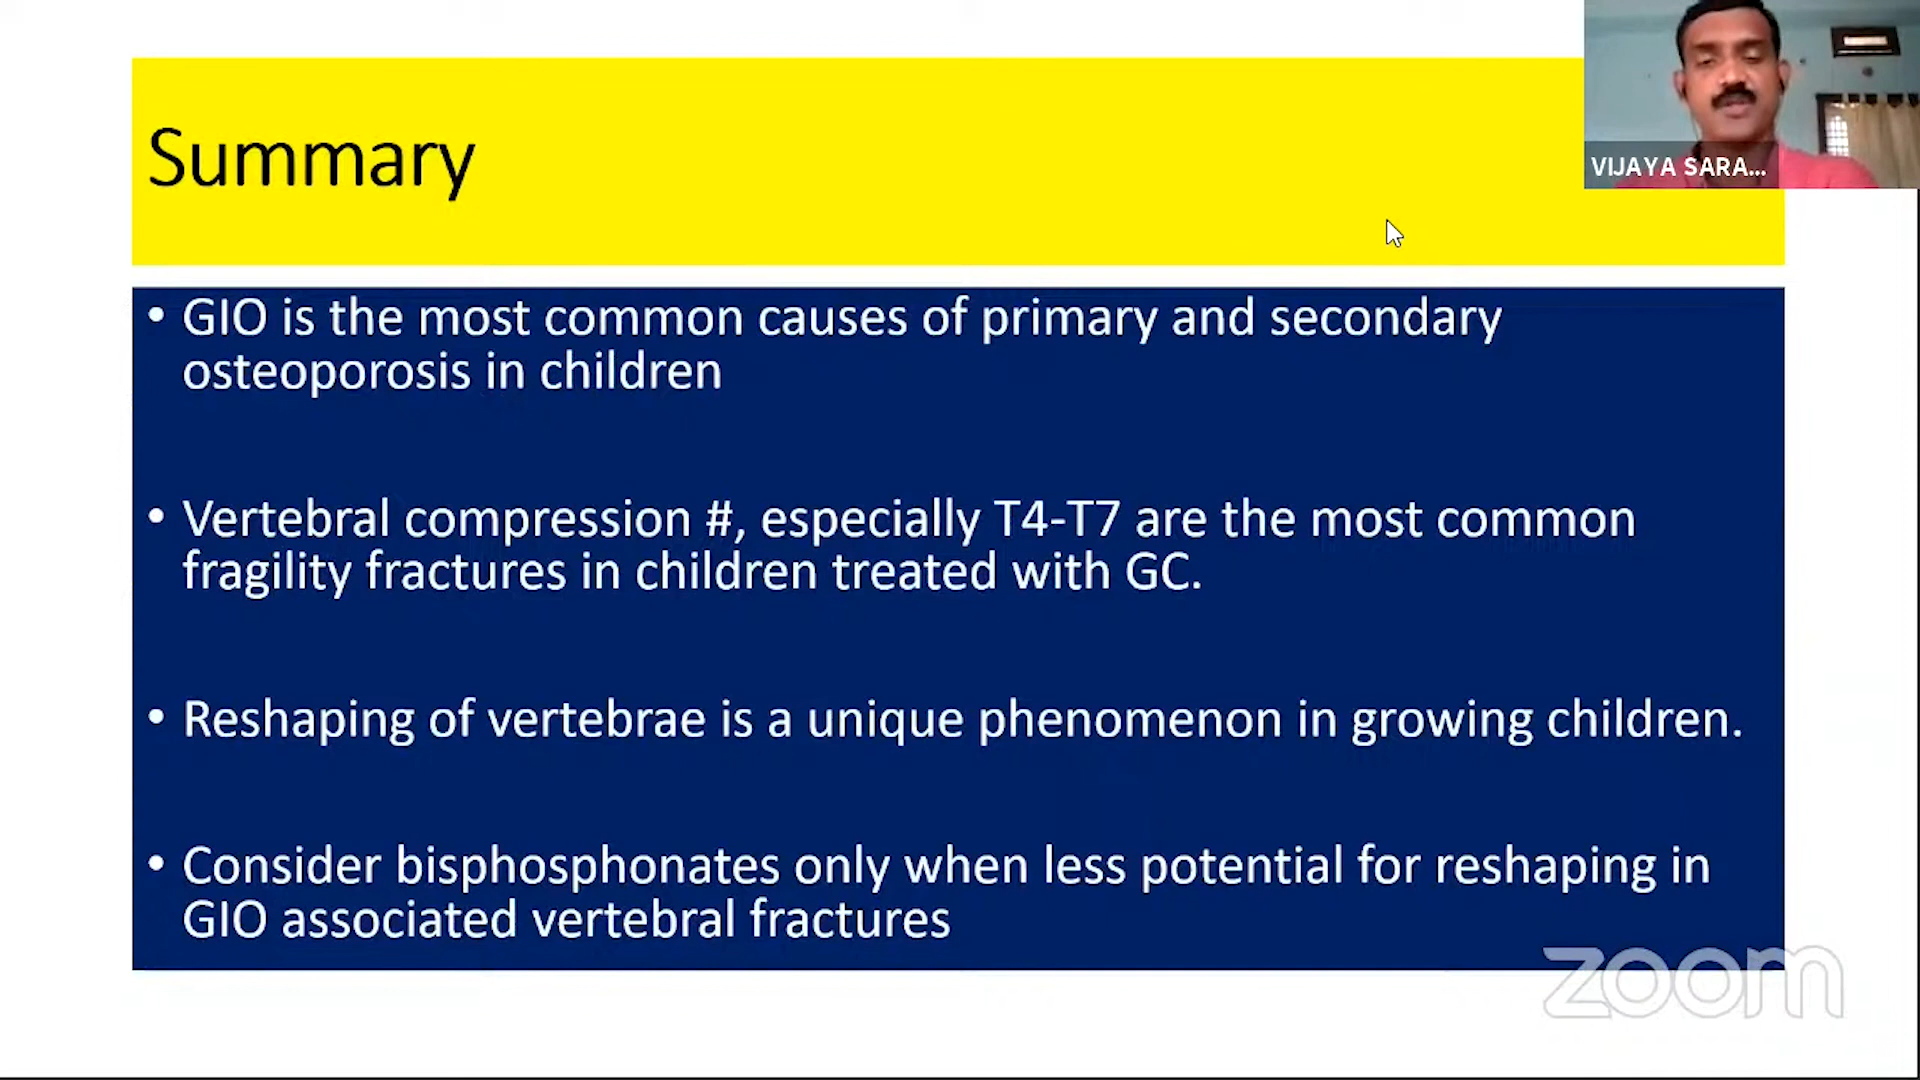 Summary
VIJAYA SARA...
• GIO is the most common causes of primary and secondary
osteoporosis in children
• Vertebral compression #, especially T4-T7 are the most common
fragility fractures in children treated with GC.
• Reshaping of vertebrae is a unique phenomenon in growing children.
• Consider bisphosphonates only when less potential for reshaping in
GIO associated vertebral fractures
zoom